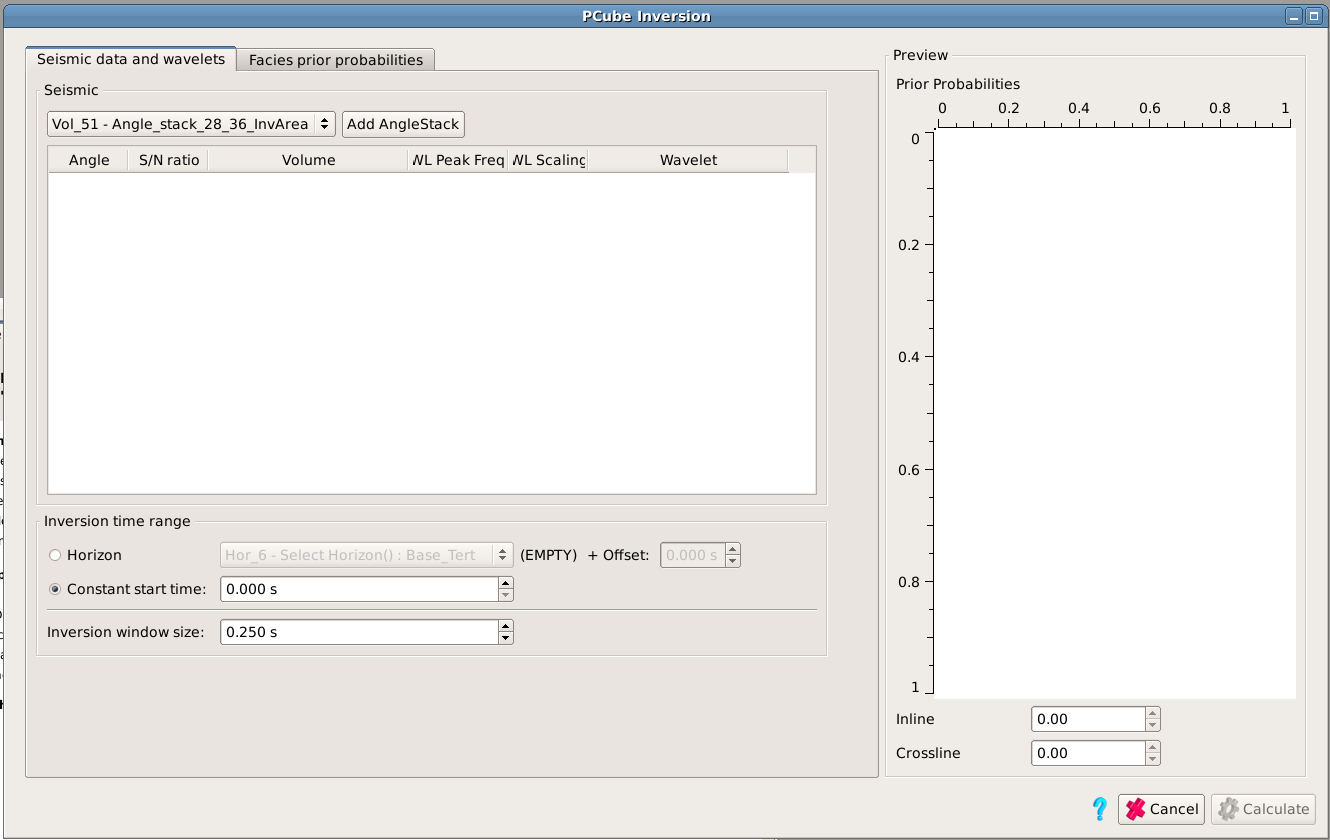 PCube Inversion
Seismic data and wavelets
Facies prior probabilities
Seismic
Vol_51 - Angle_stack_28_36_InvArea
Add AngleStack
Angle S/N ratio Volume WL Peak Freq WL Scaling Wavelet
Inversion time range
Horizon
Hor_6 - Select Horizon() : Base_Tert
(EMPTY) + Offset: 0.000 s
Constant start time: 0.000 s
Inversion window size: 0.250 s
Preview
Prior Probabilities
0 0.2 0.4 0.6 0.8 1
0
0.2
0.4
0.6
0.8
1
Inline 0.00
Crossline 0.00
? Cancel Calculate